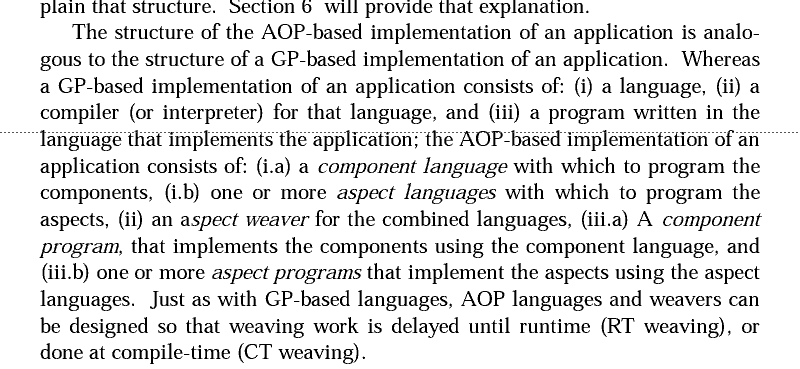 plain that structure. Section 6 will provide that explanation.
The structure of the AOP-based implementation of an application is analo-
gous to the structure of a GP-based implementation of an application. Whereas
a GP-based implementation of an application consists of: (i) a language, (ii) a
compiler (or interpreter) for that language, and (iii) a program written in the
language that implements the application; the AOP-based implementation of an
application consists of: (i.a) a component language with which to program the
components, (i.b) one or more aspect languages with which to program the
aspects, (ii) an aspect weaver for the combined languages, (iii.a) A component
program, that implements the components using the component language, and
(iii.b) one or more aspect programs that implement the aspects using the aspect
languages. Just as with GP-based languages, AOP languages and weavers can
be designed so that weaving work is delayed until runtime (RT weaving), or
done at compile-time (CT weaving).